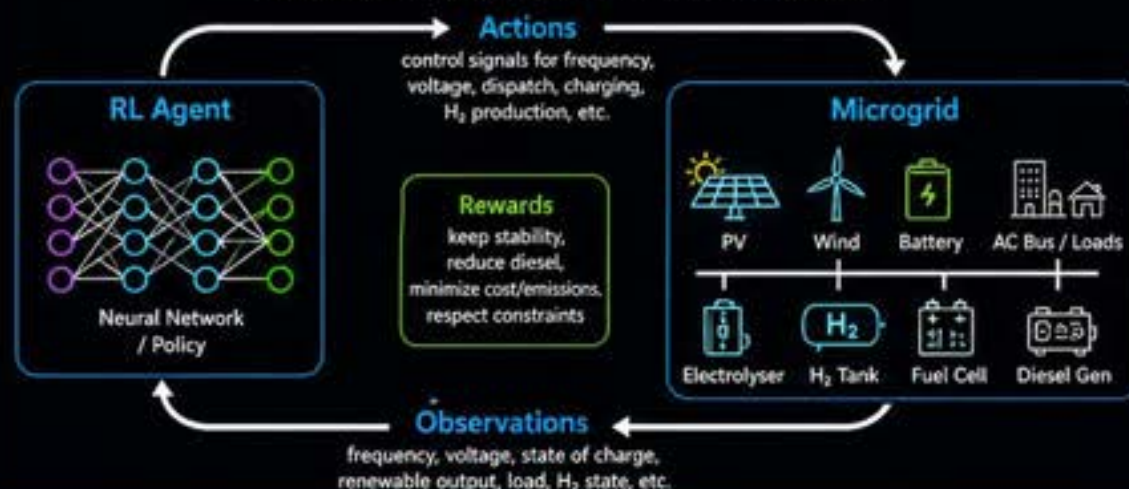 Actions
control signals for frequency,
voltage, dispatch, charging,
H₂ production, etc.
RL Agent
Neural Network
/ Policy
Rewards
keep stability,
reduce diesel,
minimize cost/emissions,
respect constraints
Microgrid
PV
Wind
Battery
AC Bus / Loads
H₂
Electrolyser
H₂ Tank
Fuel Cell
Diesel Gen
Observations
frequency, voltage, state of charge,
renewable output, load, H₂ state, etc.